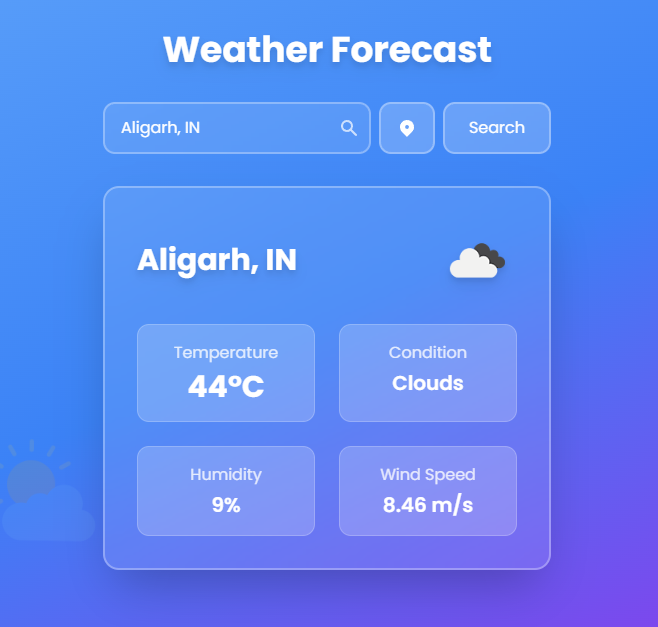 Weather Forecast
Aligarh, IN
Search
Aligarh, IN
Temperature
44°C
Condition
Clouds
Humidity
9%
Wind Speed
8.46 m/s